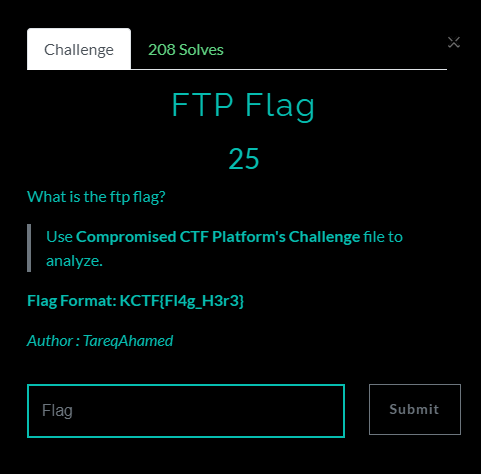 Challenge
208 Solves
FTP Flag
25
What is the ftp flag?
Use Compromised CTF Platform's Challenge file to
analyze.
Flag Format: KCTF{Fl4g_H3r3}
Author : TareqAhamed
Flag
Submit